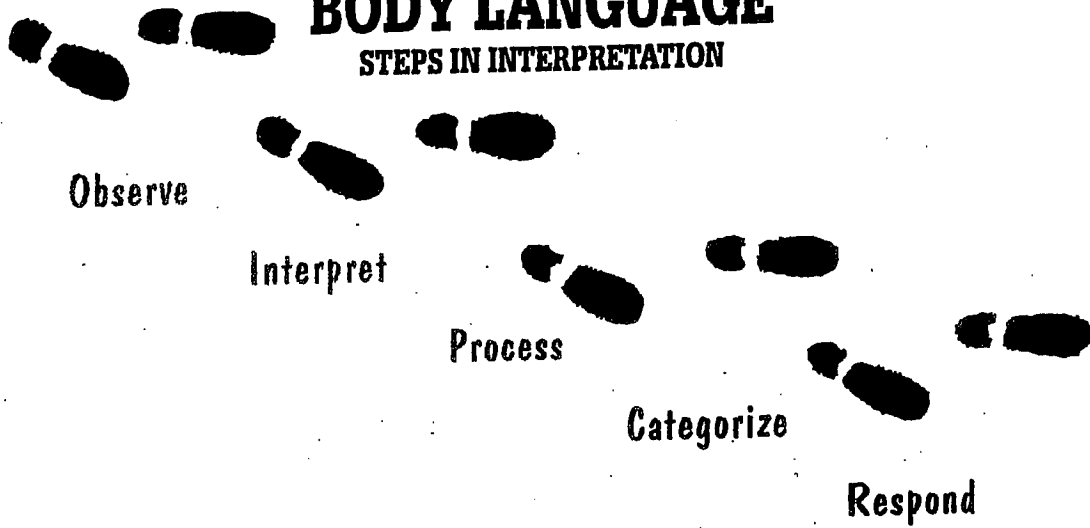 BODY LANGUAGE
STEPS IN INTERPRETATION
Observe
Interpret
Process
Categorize
Respond